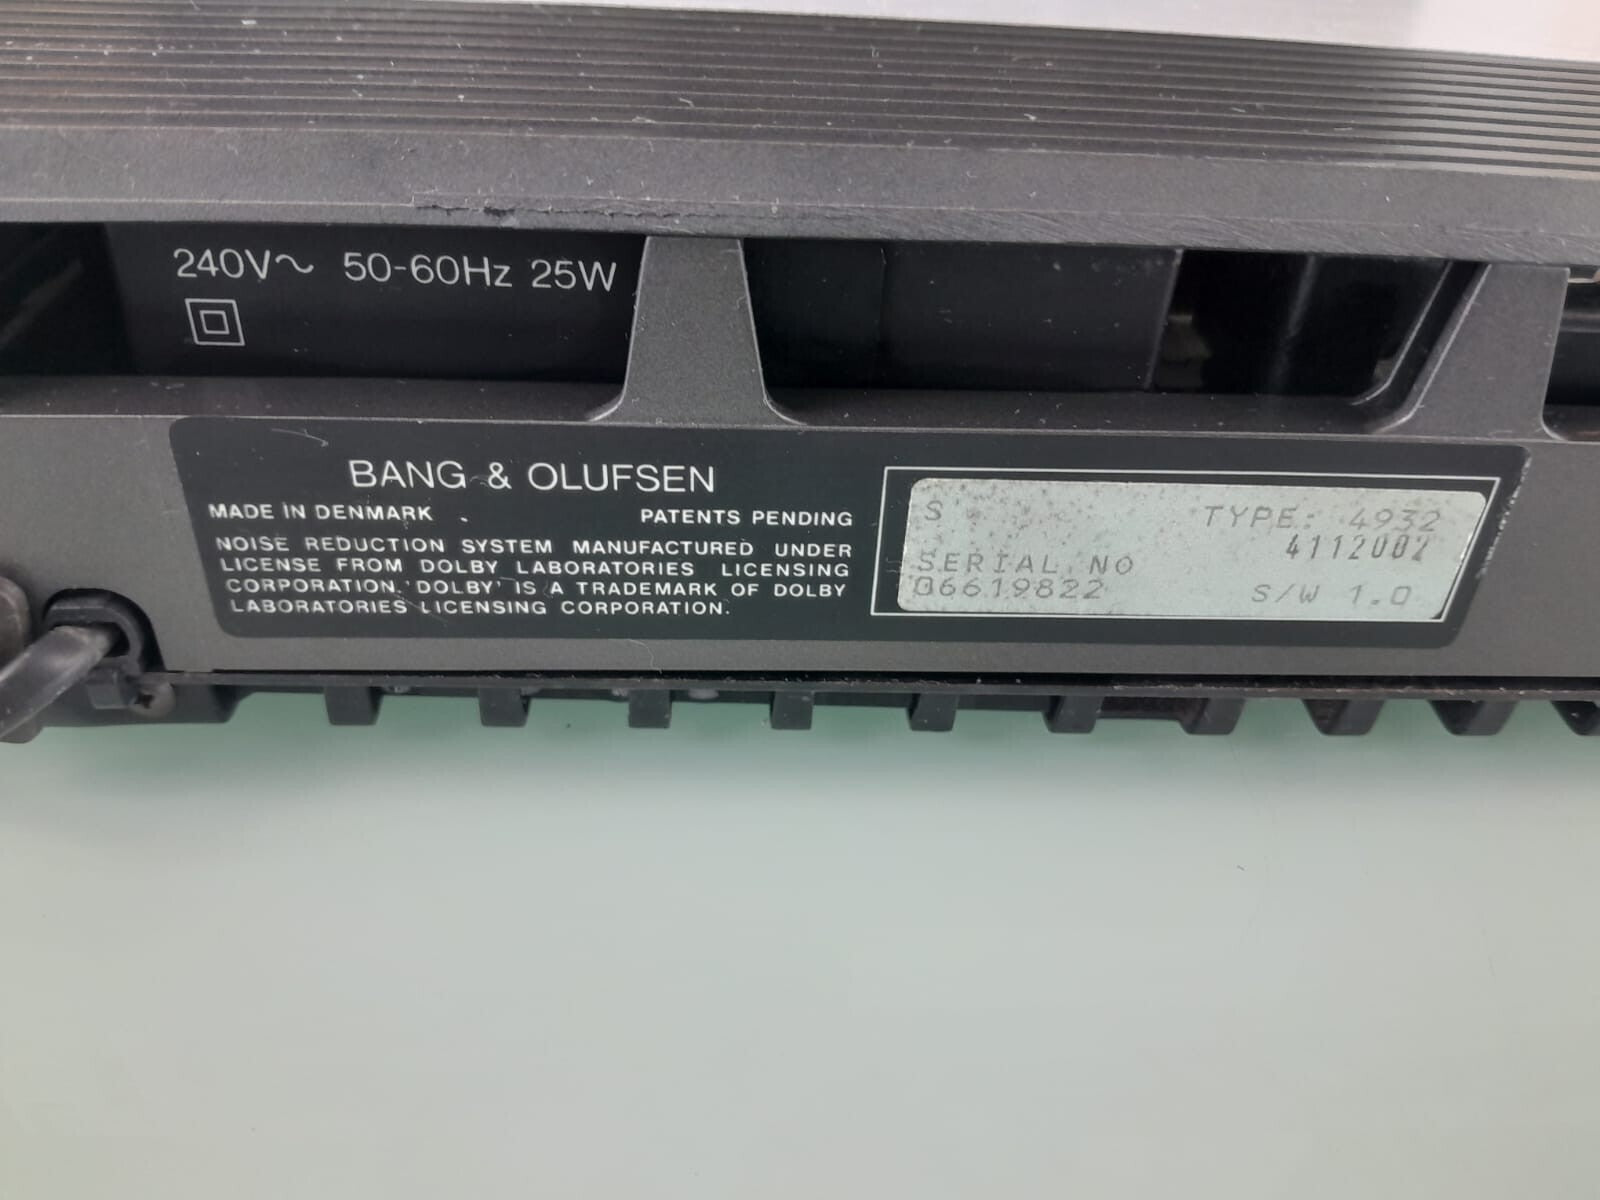 240V~ 50-60Hz 25W
BANG & OLUFSEN
MADE IN DENMARK PATENTS PENDING
NOISE REDUCTION SYSTEM MANUFACTURED UNDER
LICENSE FROM DOLBY LABORATORIES LICENSING
CORPORATION. 'DOLBY' IS A TRADEMARK OF DOLBY
LABORATORIES LICENSING CORPORATION.
S TYPE: 4932
4112002
SERIAL NO
06619822 S/W 1.0